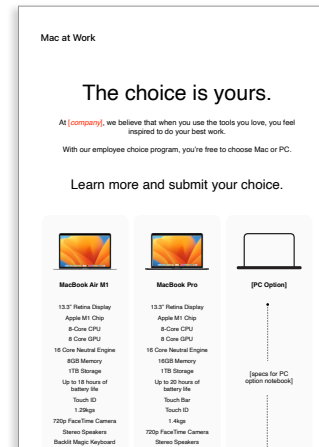 Mac at Work
The choice is yours.
At [company], we believe that when you use the tools you love, you feel
inspired to do your best work.
With our employee choice program, you're free to choose Mac or PC.
Learn more and submit your choice.
MacBook Air M1
13.3" Retina Display
Apple M1 Chip
8-Core CPU
8 Core GPU
16 Core Neutral Engine
8GB Memory
1TB Storage
Up to 18 hours of
battery life
Touch ID
1.29kgs
720p FaceTime Camera
Stereo Speakers
Backlit Magic Keyboard
MacBook Pro
13.3" Retina Display
Apple M1 Chip
8-Core CPU
8 Core GPU
16 Core Neutral Engine
16GB Memory
1TB Storage
Up to 20 hours of
battery life
Touch Bar
Touch ID
1.4kgs
720p FaceTime Camera
Stereo Speakers
[PC Option]
[specs for PC
option notebook]